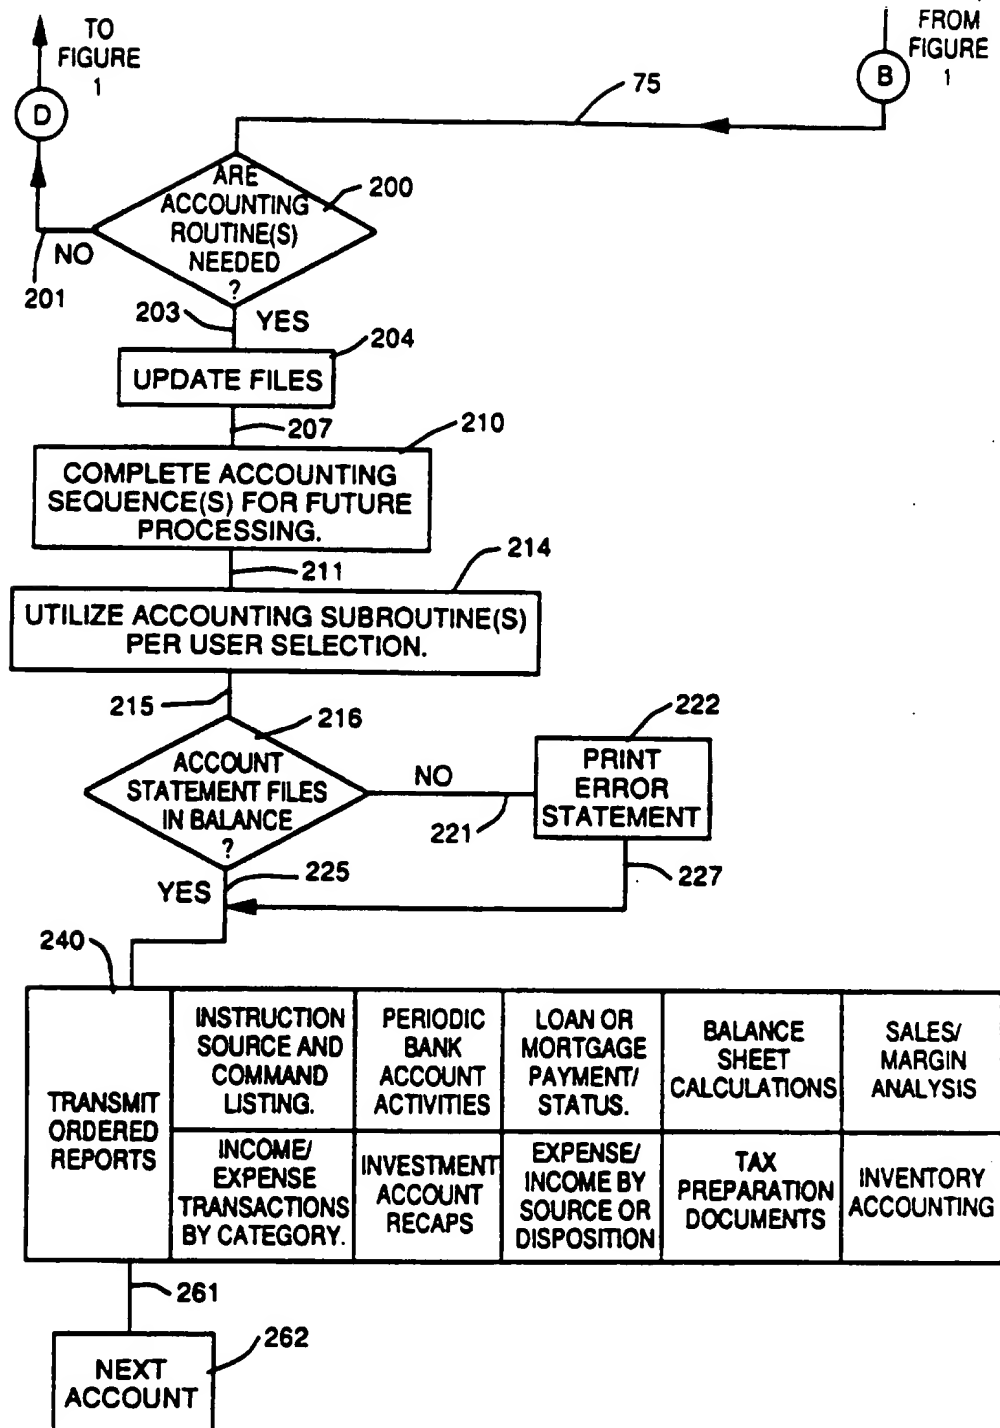 TO
FIGURE
1
D
FROM
FIGURE
1
B
75
ARE
ACCOUNTING
ROUTINE(S)
NEEDED
?
200
NO
201
203
YES
204
UPDATE FILES
207
210
COMPLETE ACCOUNTING
SEQUENCE(S) FOR FUTURE
PROCESSING.
211
214
UTILIZE ACCOUNTING SUBROUTINE(S)
PER USER SELECTION.
215
216
ACCOUNT
STATEMENT FILES
IN BALANCE
?
NO
221
222
PRINT
ERROR
STATEMENT
YES
225
227
240
TRANSMIT
ORDERED
REPORTS
INSTRUCTION
SOURCE AND
COMMAND
LISTING.
PERIODIC
BANK
ACCOUNT
ACTIVITIES
LOAN OR
MORTGAGE
PAYMENT/
STATUS.
BALANCE
SHEET
CALCULATIONS
SALES/
MARGIN
ANALYSIS
INCOME/
EXPENSE
TRANSACTIONS
BY CATEGORY.
INVESTMENT
ACCOUNT
RECAPS
EXPENSE/
INCOME BY
SOURCE OR
DISPOSITION
TAX
PREPARATION
DOCUMENTS
INVENTORY
ACCOUNTING
261
262
NEXT
ACCOUNT